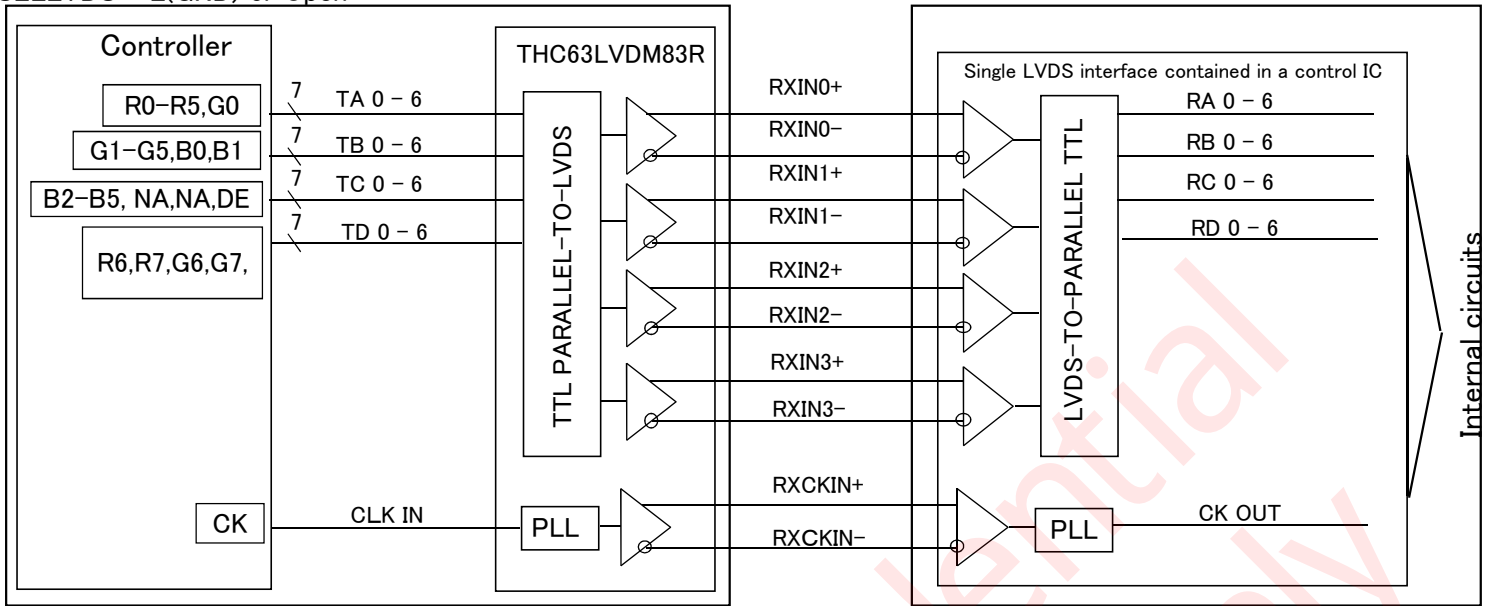 Controller
R0-R5,G0
G1-G5,B0,B1
B2-B5, NA,NA,DE
R6,R7,G6,G7,
CK
7
TA 0 - 6
7
TB 0 - 6
7
TC 0 - 6
7
TD 0 - 6
CLK IN
THC63LVDM83R
TTL PARALLEL-TO-LVDS
PLL
RXIN0+
RXIN0-
RXIN1+
RXIN1-
RXIN2+
RXIN2-
RXIN3+
RXIN3-
RXCKIN+
RXCKIN-
Single LVDS interface contained in a control IC
LVDS-TO-PARALLEL TTL
PLL
RA 0 - 6
RB 0 - 6
RC 0 - 6
RD 0 - 6
CK OUT
Internal circuits